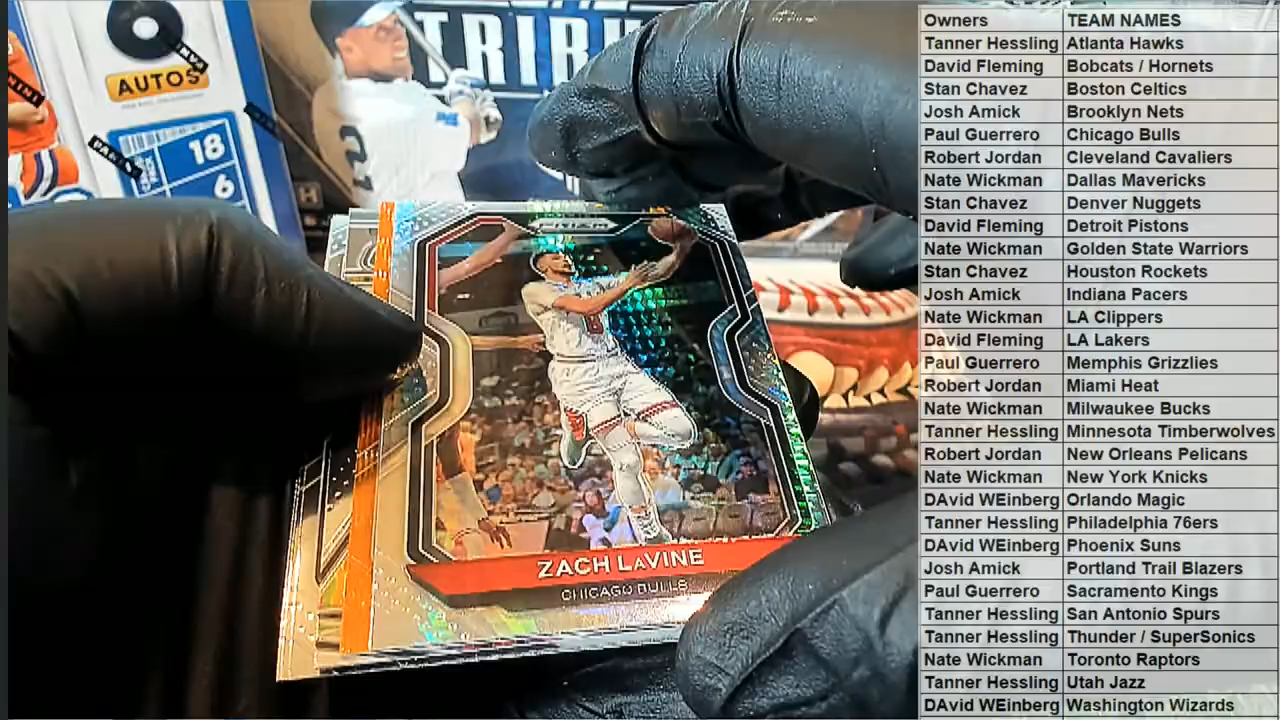 AUTOS
18
6
TRIBU
PRIZM
ZACH LaVINE
CHICAGO BULLS
Owners TEAM NAMES
Tanner Hessling Atlanta Hawks
David Fleming Bobcats / Hornets
Stan Chavez Boston Celtics
Josh Amick Brooklyn Nets
Paul Guerrero Chicago Bulls
Robert Jordan Cleveland Cavaliers
Nate Wickman Dallas Mavericks
Stan Chavez Denver Nuggets
David Fleming Detroit Pistons
Nate Wickman Golden State Warriors
Stan Chavez Houston Rockets
Josh Amick Indiana Pacers
Nate Wickman LA Clippers
David Fleming LA Lakers
Paul Guerrero Memphis Grizzlies
Robert Jordan Miami Heat
Nate Wickman Milwaukee Bucks
Tanner Hessling Minnesota Timberwolves
Robert Jordan New Orleans Pelicans
Nate Wickman New York Knicks
DAvid WEinberg Orlando Magic
Tanner Hessling Philadelphia 76ers
DAvid WEinberg Phoenix Suns
Josh Amick Portland Trail Blazers
Paul Guerrero Sacramento Kings
Tanner Hessling San Antonio Spurs
Tanner Hessling Thunder / SuperSonics
Nate Wickman Toronto Raptors
Tanner Hessling Utah Jazz
DAvid WEinberg Washington Wizards